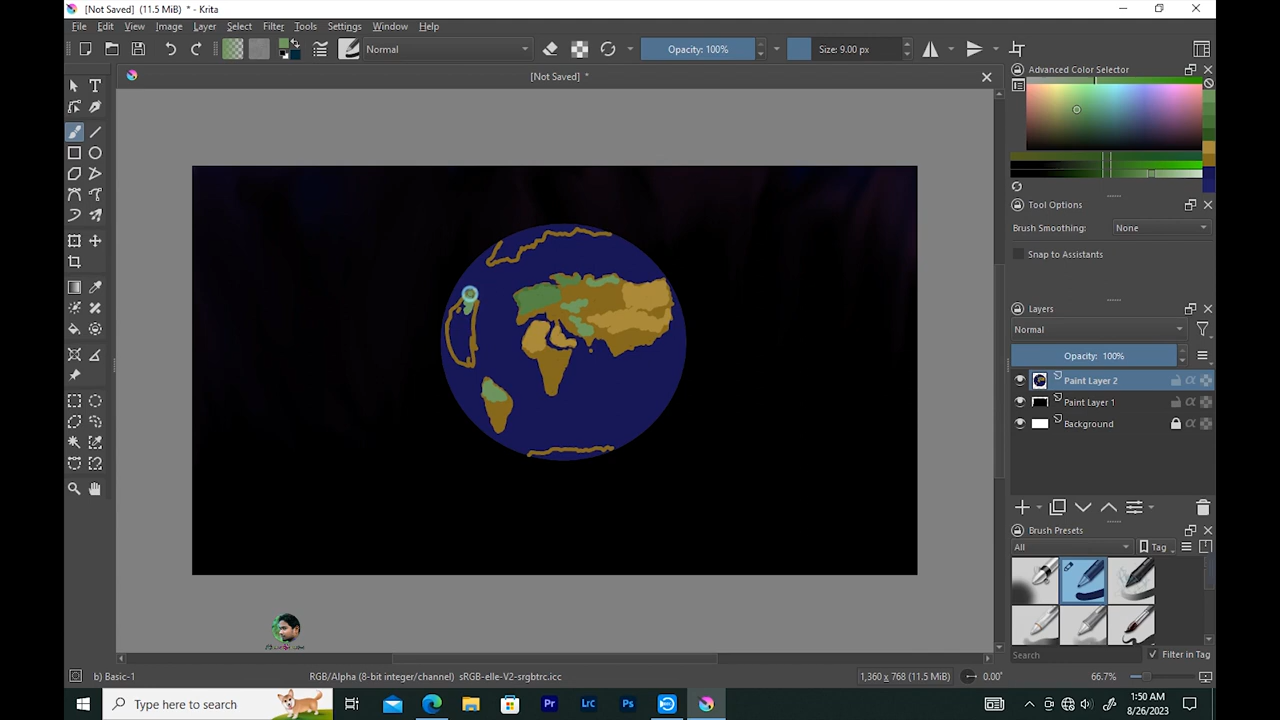 [Not Saved] (11.5 MiB) * - Krita
File Edit View Image Layer Select Filter Tools Settings Window Help
Normal Opacity: 100% Size: 9.00 px
[Not Saved] *
Advanced Color Selector
Tool Options
Brush Smoothing: None
Snap to Assistants
Layers
Normal
Opacity: 100%
Paint Layer 2
Paint Layer 1
Background
Brush Presets
All Tag
Search Filter in Tag
b) Basic-1 RGB/Alpha (8-bit integer/channel) sRGB-elle-V2-srgbtrc.icc 1,360 x 768 (11.5 MiB) 0.00° 66.7%
Type here to search Pr Lrc Ps 1:50 AM
8/26/2023